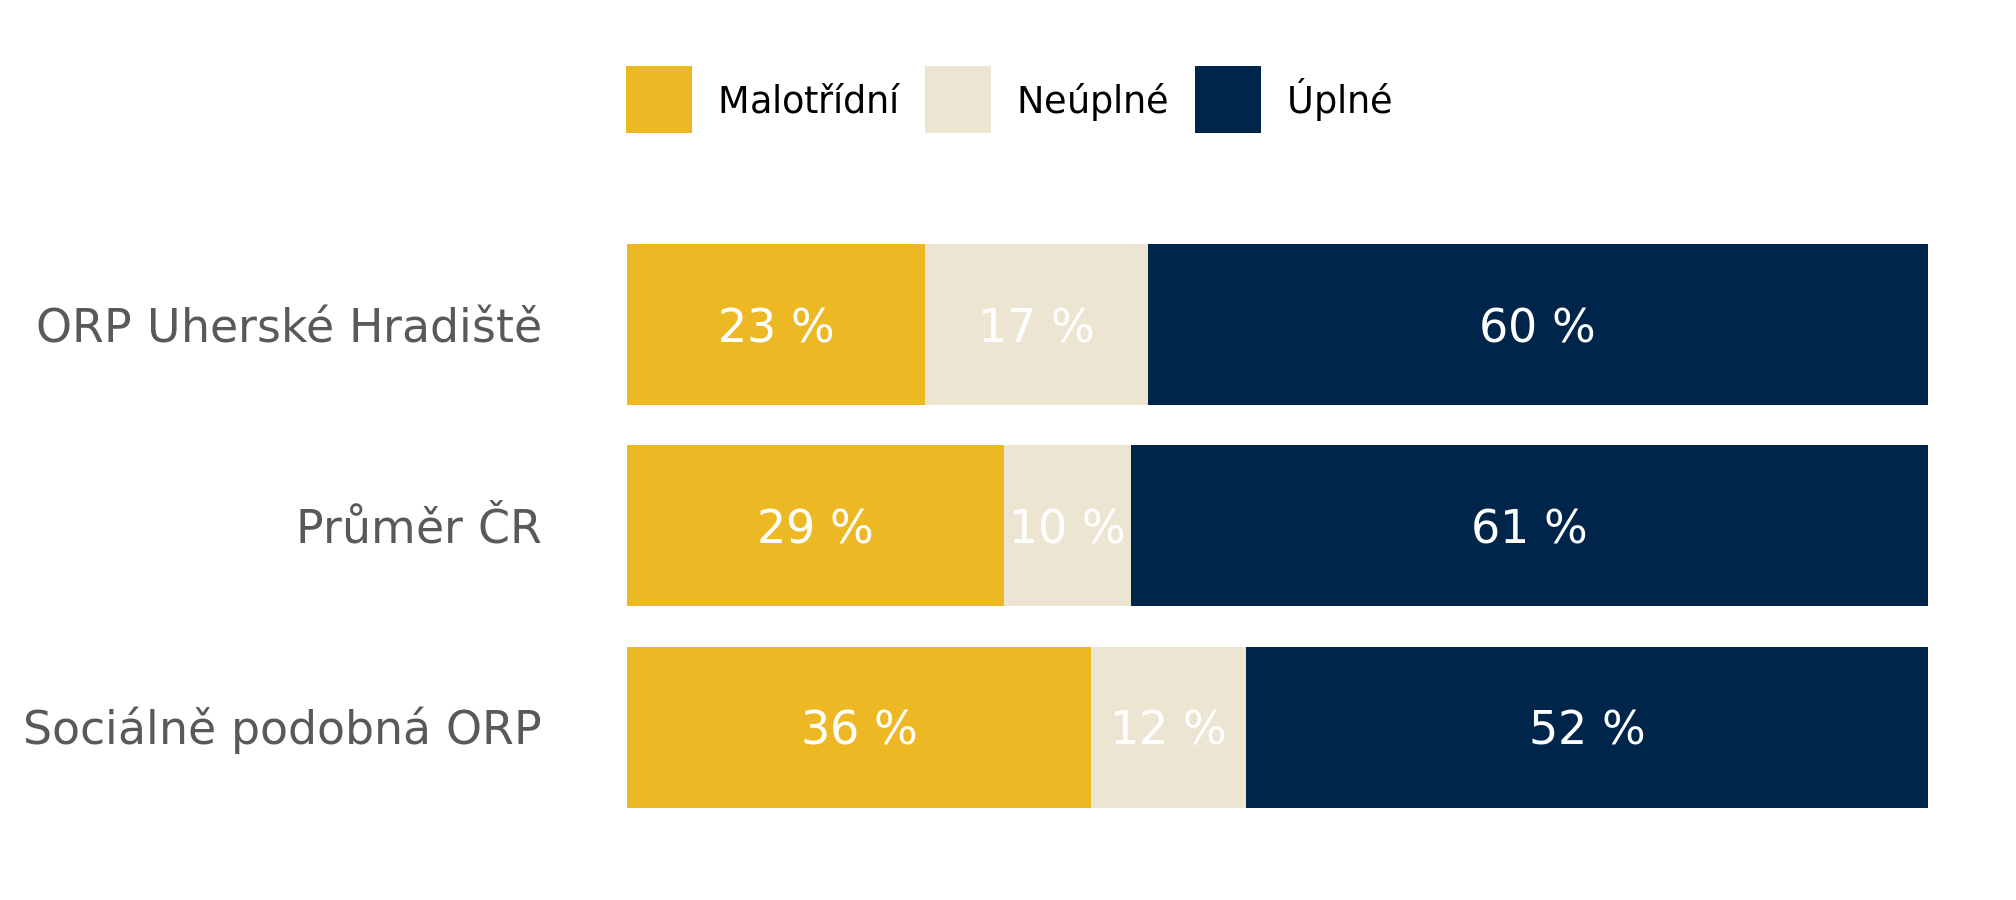 Malotřídní Neúplné Úplné
ORP Uherské Hradiště 23 % 17 % 60 %
Průměr ČR 29 % 10 % 61 %
Sociálně podobná ORP 36 % 12 % 52 %